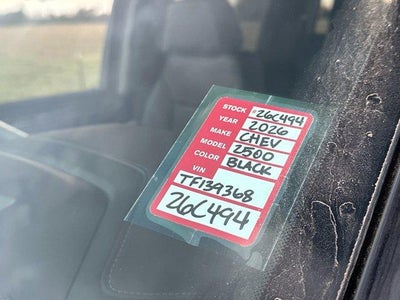 STOCK 26C494
YEAR 2026
MAKE CHEV
MODEL 2500
COLOR BLACK
VIN
TF139368
26C494